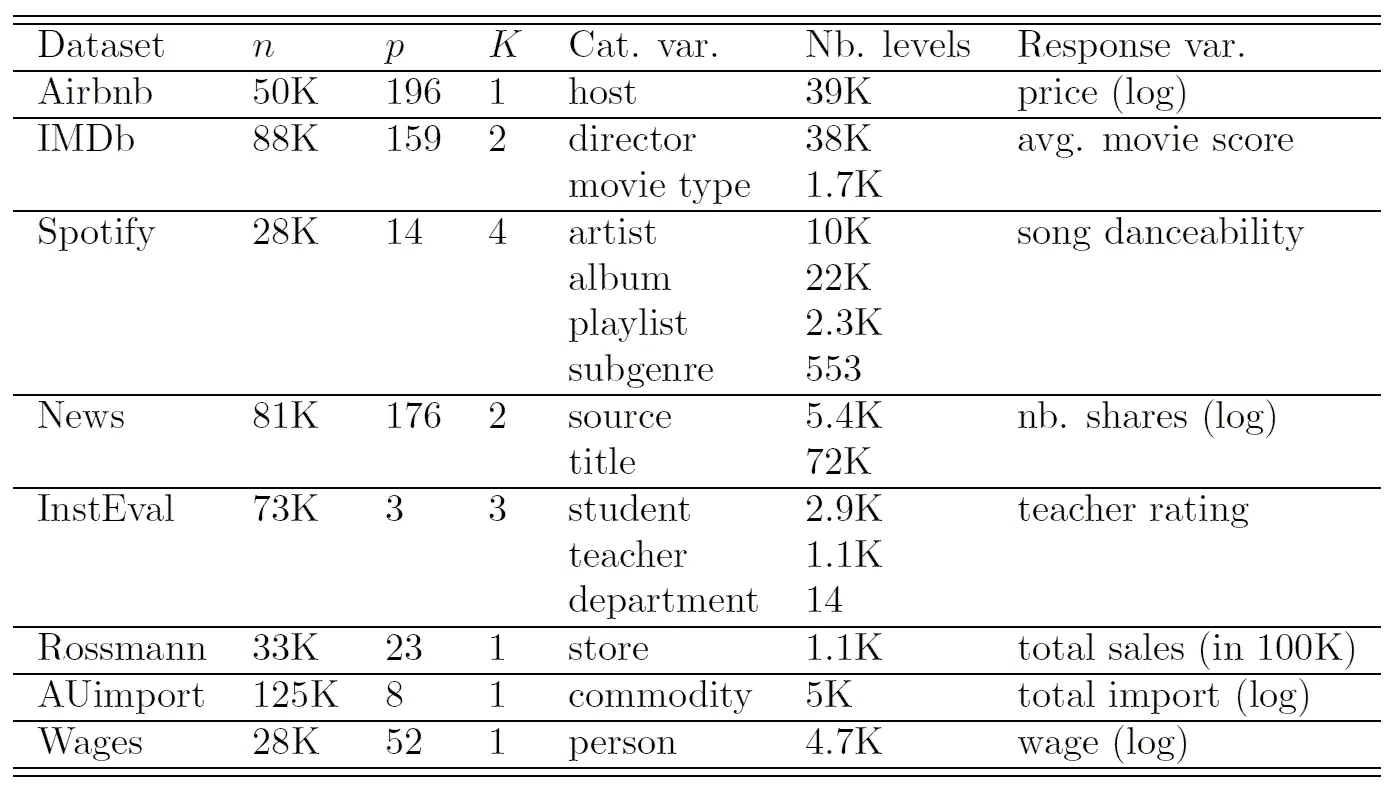 Dataset n p K Cat. var. Nb. levels Response var.
Airbnb 50K 196 1 host 39K price (log)
IMDb 88K 159 2 director 38K avg. movie score
movie type 1.7K
Spotify 28K 14 4 artist 10K song danceability
album 22K
playlist 2.3K
subgenre 553
News 81K 176 2 source 5.4K nb. shares (log)
title 72K
InstEval 73K 3 3 student 2.9K teacher rating
teacher 1.1K
department 14
Rossmann 33K 23 1 store 1.1K total sales (in 100K)
AUimport 125K 8 1 commodity 5K total import (log)
Wages 28K 52 1 person 4.7K wage (log)